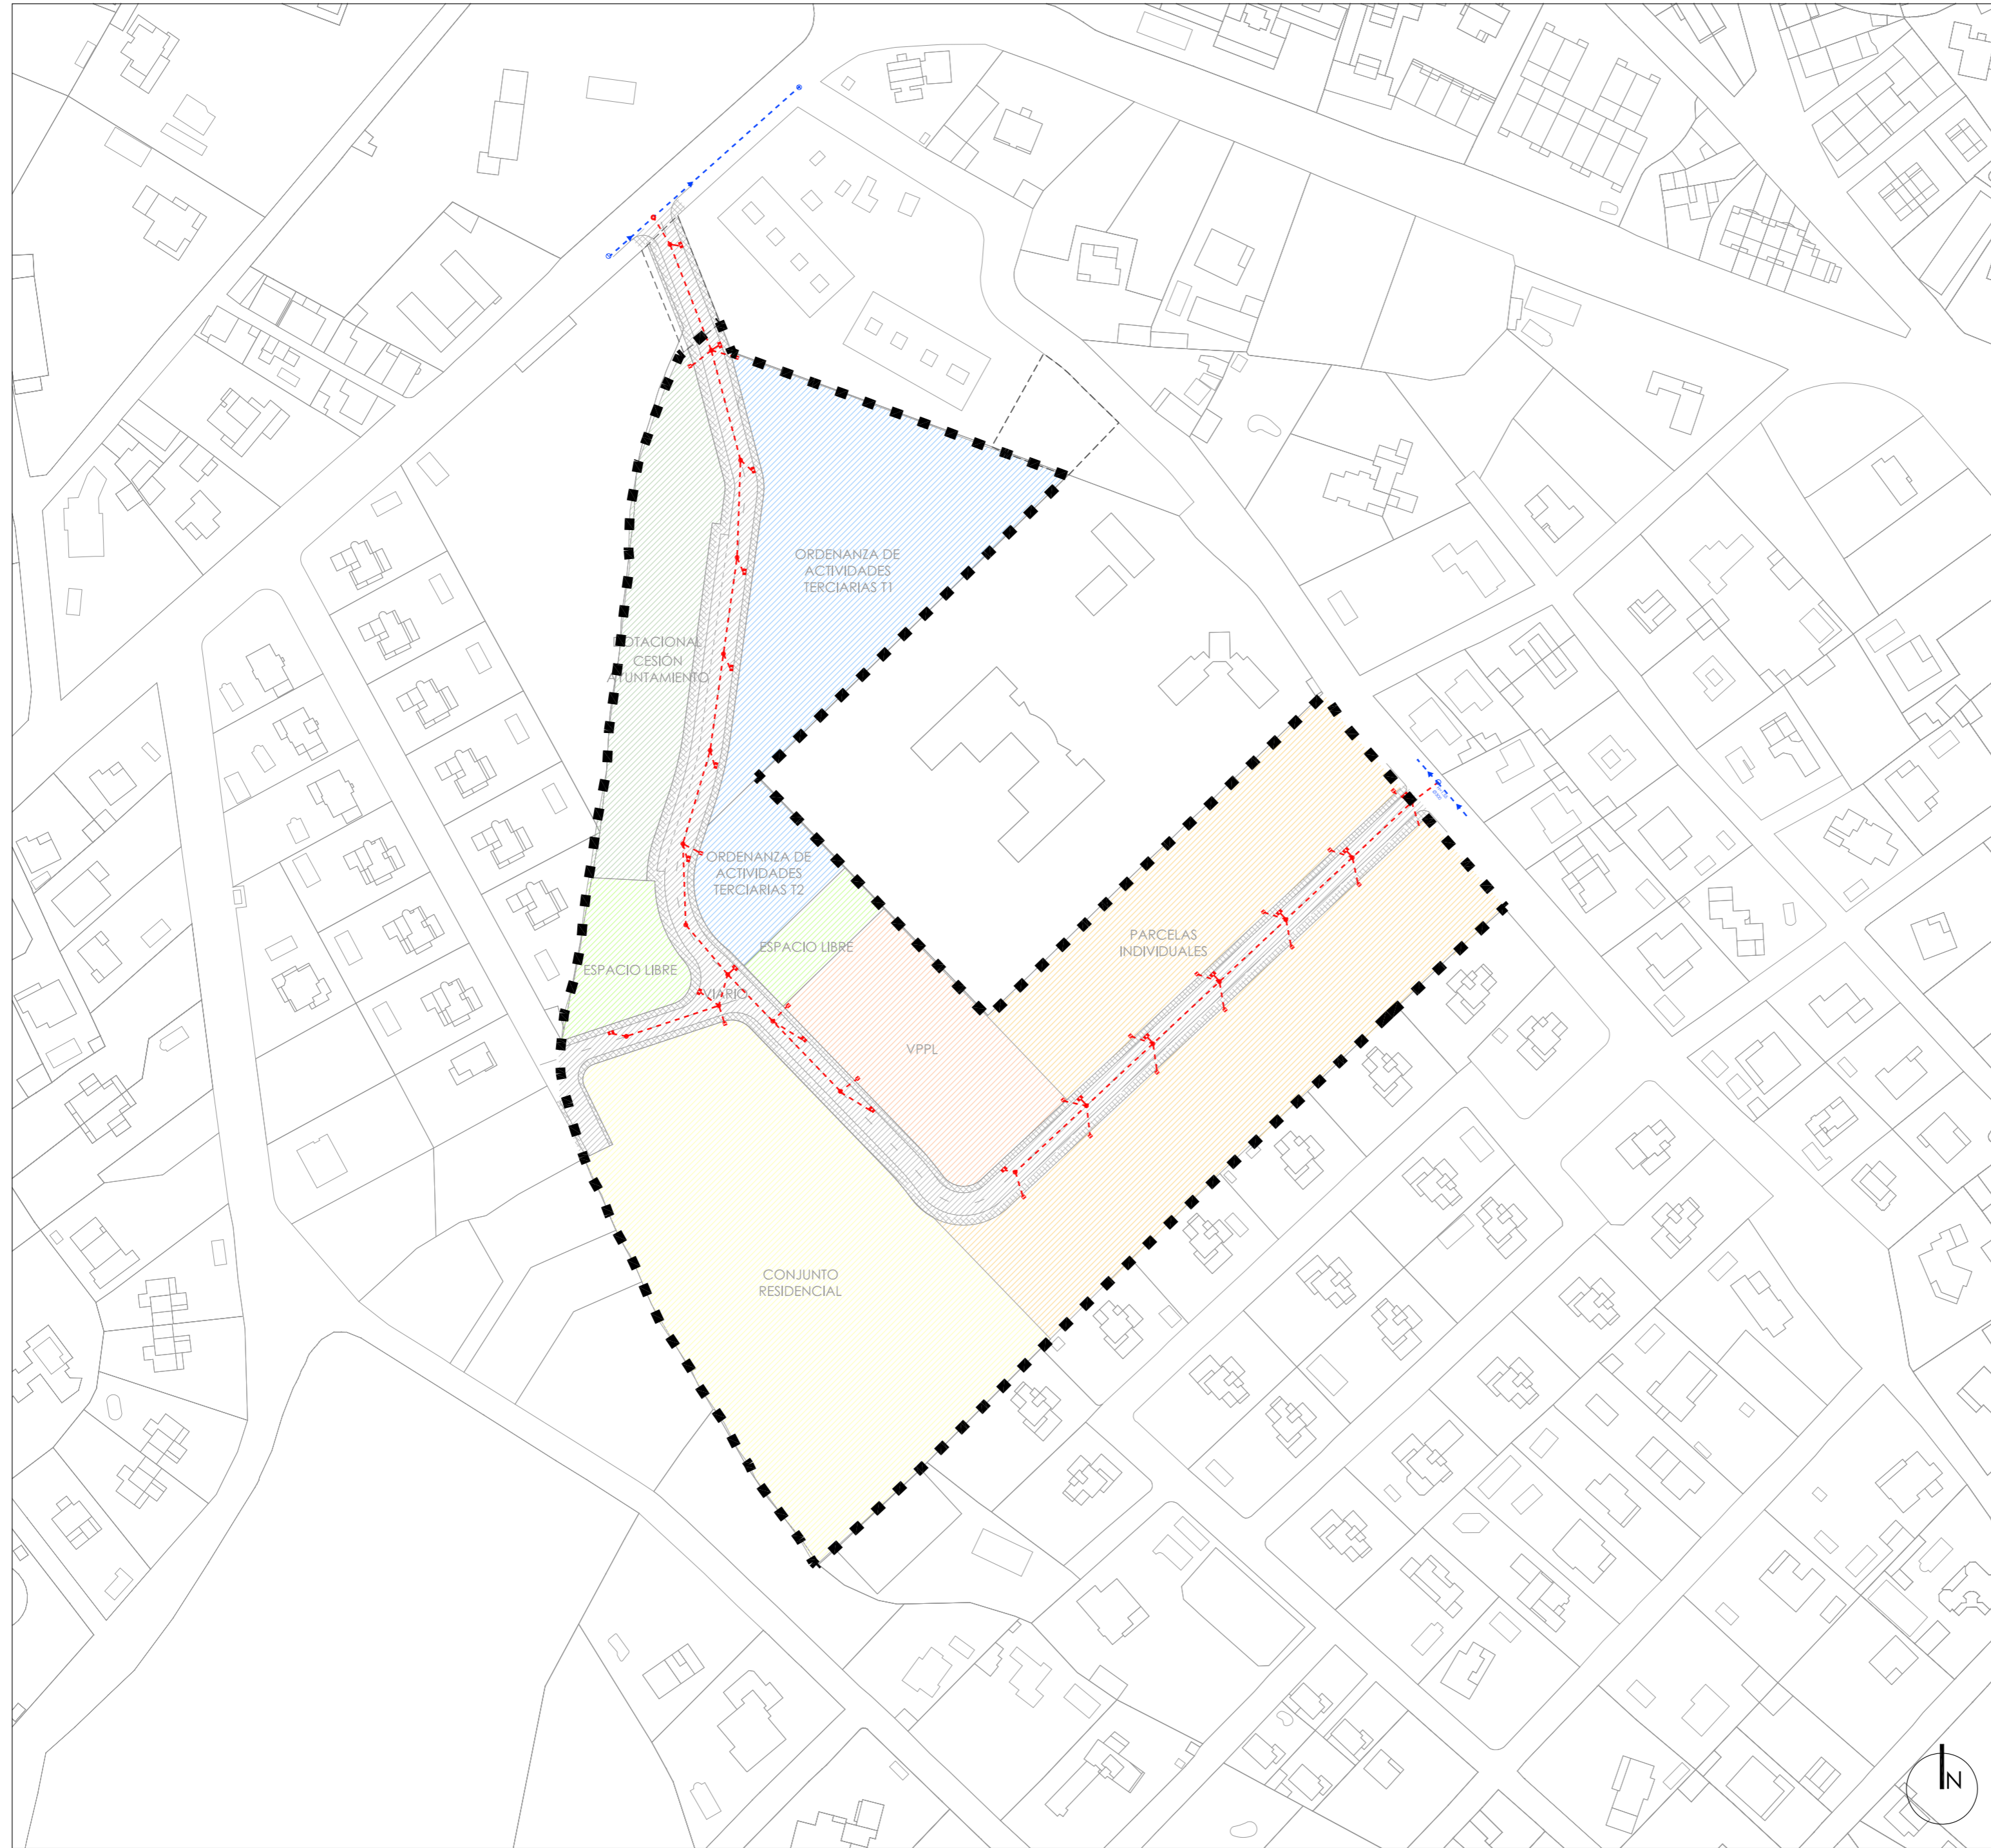 ORDENANZA DE
ACTIVIDADES
TERCIARIAS T1
DOTACIONAL
CESIÓN
AYUNTAMIENTO
ORDENANZA DE
ACTIVIDADES
TERCIARIAS T2
ESPACIO LIBRE
ESPACIO LIBRE
VIARIO
PARCELAS
INDIVIDUALES
VPPL
CONJUNTO
RESIDENCIAL
N